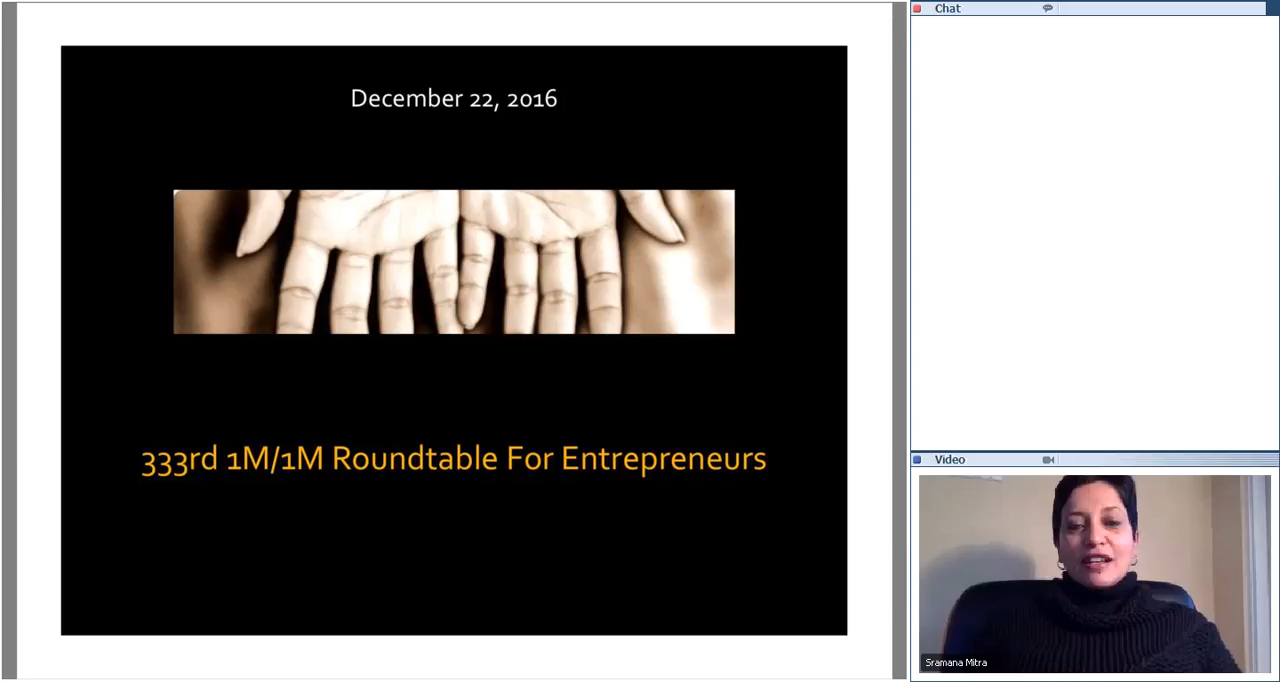 December 22, 2016
333rd 1M/1M Roundtable For Entrepreneurs
Chat
Video
Sramana Mitra